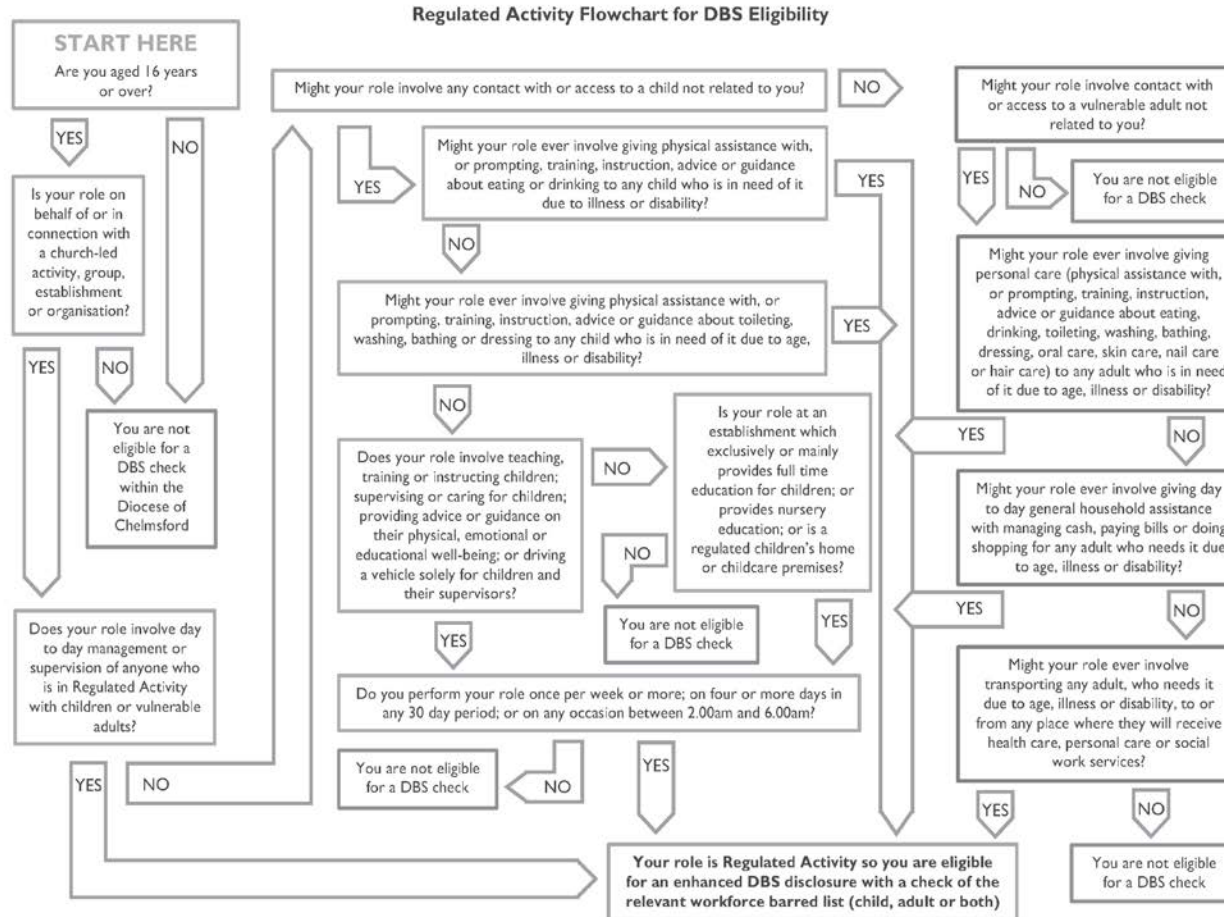 Regulated Activity Flowchart for DBS Eligibility
START HERE
Are you aged 16 years
or over?
YES
NO
Is your role on
behalf of or in
connection with
a church-led
activity, group,
establishment
or organisation?
YES
NO
You are not
eligible for a
DBS check
within the
Diocese of
Chelmsford
Does your role involve day
to day management or
supervision of anyone who
is in Regulated Activity
with children or vulnerable
adults?
YES
NO
Might your role involve any contact with or access to a child not related to you?
NO
YES
Might your role ever involve giving physical assistance with,
or prompting, training, instruction, advice or guidance
about eating or drinking to any child who is in need of it
due to illness or disability?
YES
NO
Might your role ever involve giving physical assistance with, or
prompting, training, instruction, advice or guidance about toileting,
washing, bathing or dressing to any child who is in need of it due to age,
illness or disability?
YES
NO
Does your role involve teaching,
training or instructing children;
supervising or caring for children;
providing advice or guidance on
their physical, emotional or
educational well-being; or driving
a vehicle solely for children and
their supervisors?
NO
YES
Is your role at an
establishment which
exclusively or mainly
provides full time
education for children; or
provides nursery
education; or is a
regulated children's home
or childcare premises?
NO
You are not eligible
for a DBS check
YES
Do you perform your role once per week or more; on four or more days in
any 30 day period; or on any occasion between 2.00am and 6.00am?
You are not eligible
for a DBS check
NO
YES
Might your role involve contact with
or access to a vulnerable adult not
related to you?
YES
NO
You are not eligible
for a DBS check
Might your role ever involve giving
personal care (physical assistance with,
or prompting, training, instruction,
advice or guidance about eating,
drinking, toileting, washing, bathing,
dressing, oral care, skin care, nail care
or hair care) to any adult who is in need
of it due to age, illness or disability?
YES
NO
Might your role ever involve giving day
to day general household assistance
with managing cash, paying bills or doing
shopping for any adult who needs it due
to age, illness or disability?
YES
NO
Might your role ever involve
transporting any adult, who needs it
due to age, illness or disability, to or
from any place where they will receive
health care, personal care or social
work services?
YES
NO
You are not eligible
for a DBS check
Your role is Regulated Activity so you are eligible
for an enhanced DBS disclosure with a check of the
relevant workforce barred list (child, adult or both)